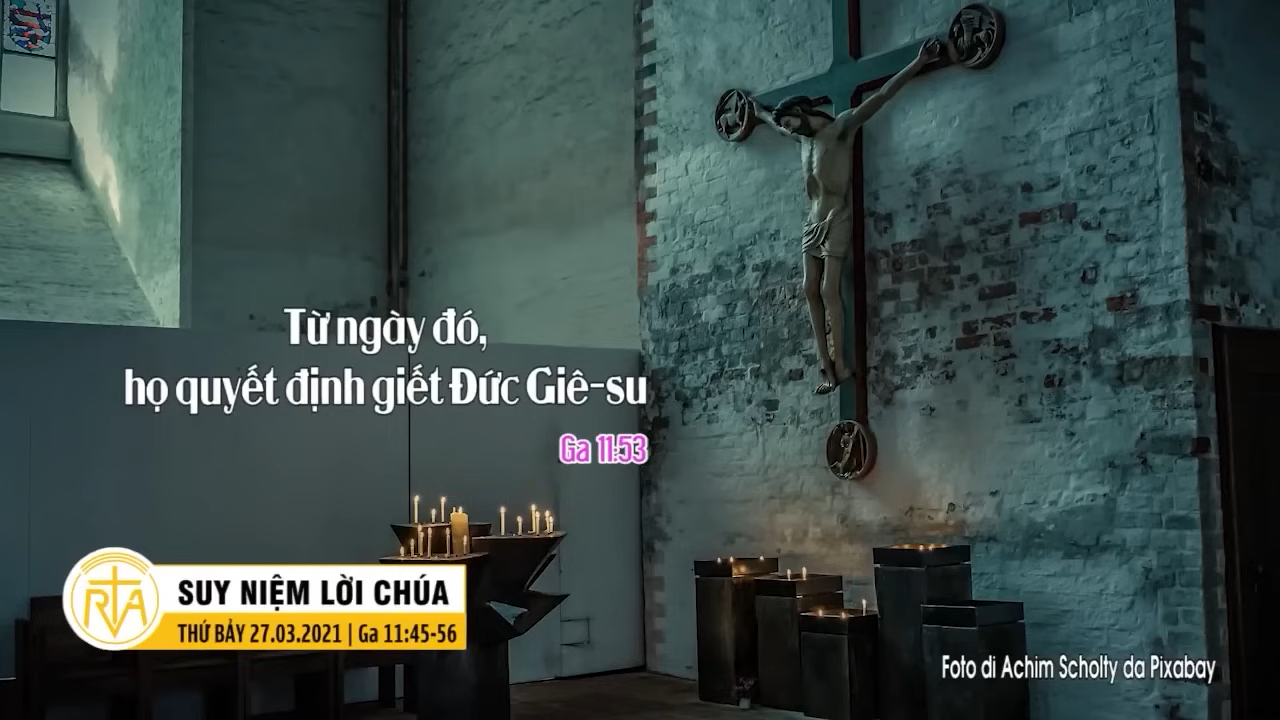 Từ ngày đó,
họ quyết định giết Đức Giê-su
Ga 11:53
RTA
SUY NIỆM LỜI CHÚA
THỨ BẢY 27.03.2021 | Ga 11:45-56
Foto di Achim Scholty da Pixabay